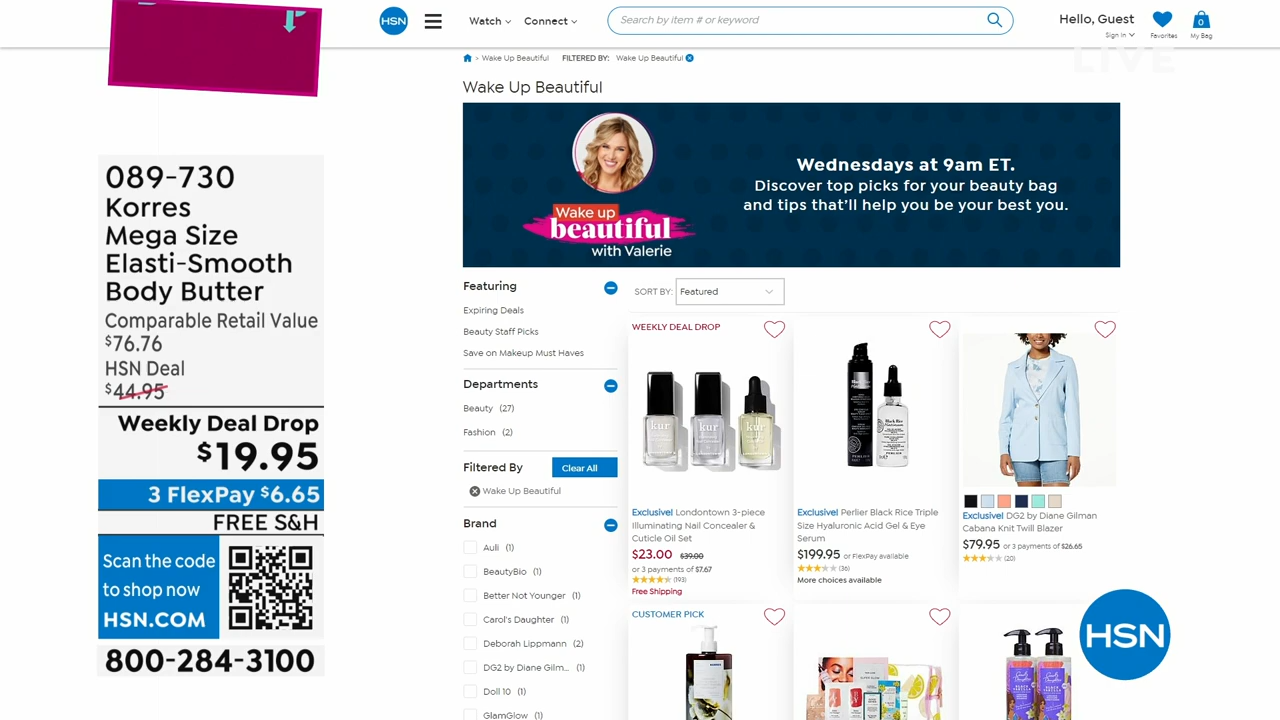 HSN
Watch
Connect
Search by item # or keyword
Hello, Guest
Sign In
Favorites
0
My Bag
LIVE
> Wake Up Beautiful
FILTERED BY: Wake Up Beautiful
Wake Up Beautiful
Wake up
beautiful
with Valerie
Wednesdays at 9am ET.
Discover top picks for your beauty bag
and tips that'll help you be your best you.
089-730
Korres
Mega Size
Elasti-Smooth
Body Butter
Comparable Retail Value
$76.76
HSN Deal
$44.95
Weekly Deal Drop
$19.95
3 FlexPay $6.65
FREE S&H
Scan the code
to shop now
HSN.COM
800-284-3100
Featuring
Expiring Deals
Beauty Staff Picks
Save on Makeup Must Haves
Departments
Beauty (27)
Fashion (2)
Filtered By
Clear All
Wake Up Beautiful
Brand
Auli (1)
BeautyBio (1)
Better Not Younger (1)
Carol's Daughter (1)
Deborah Lippmann (2)
DG2 by Diane Gilm... (1)
Doll 10 (1)
GlamGlow (1)
SORT BY: Featured
WEEKLY DEAL DROP
kur
kur
kur
Exclusive! Londontown 3-piece
Illuminating Nail Concealer &
Cuticle Oil Set
$23.00 $39.00
or 3 payments of $7.67
(193)
Free Shipping
Exclusive! Perlier Black Rice Triple
Size Hyaluronic Acid Gel & Eye
Serum
$199.95 or FlexPay available
(36)
More choices available
Exclusive! DG2 by Diane Gilman
Cabana Knit Twill Blazer
$79.95 or 3 payments of $26.65
(20)
CUSTOMER PICK
KORRES
HSN